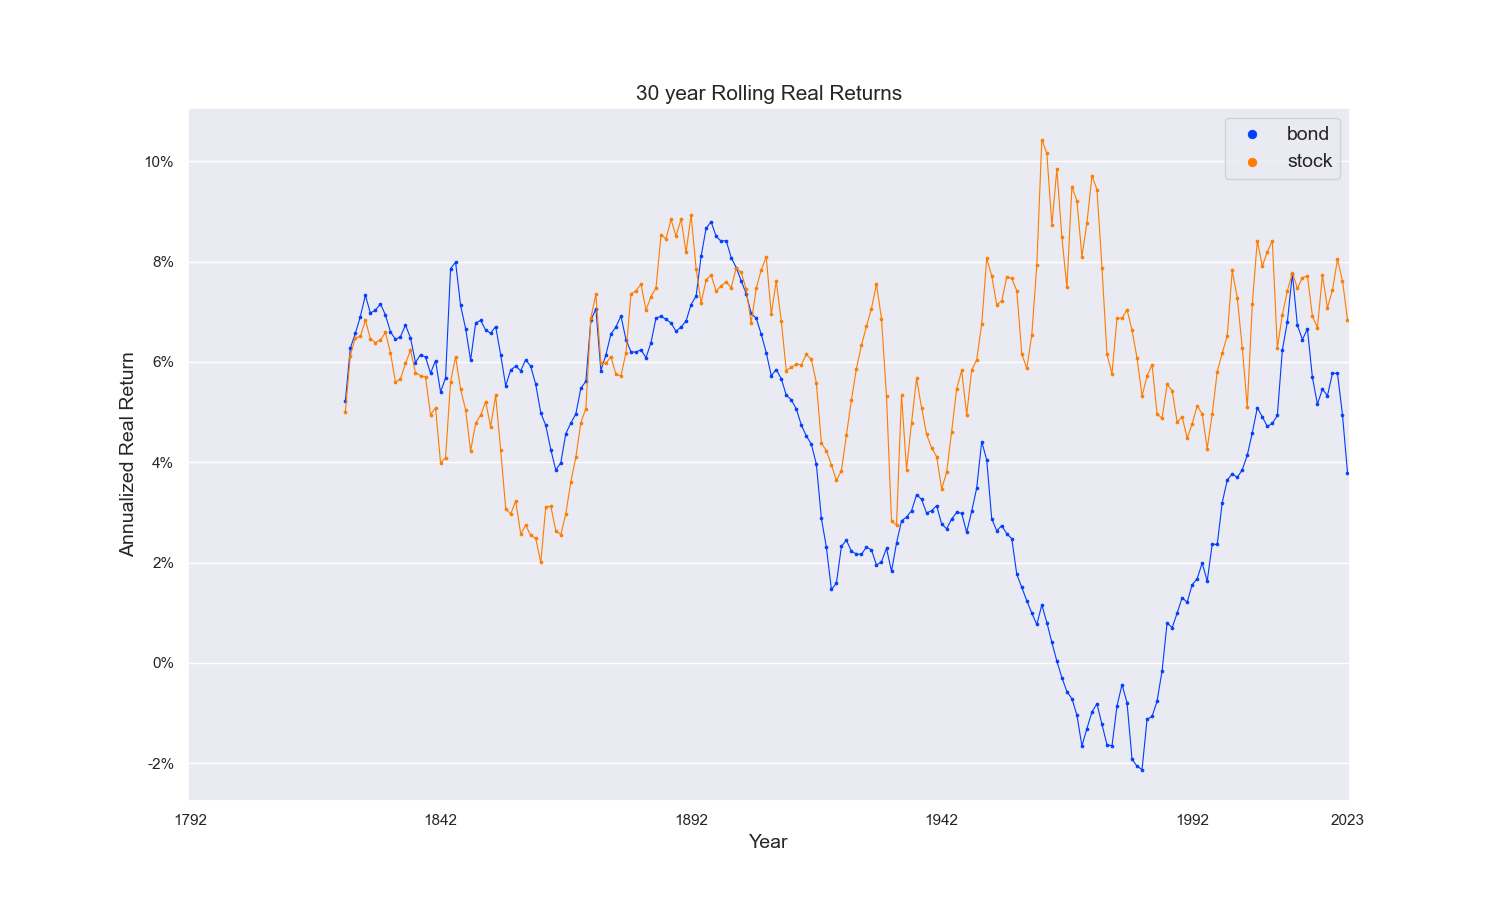 30 year Rolling Real Returns
bond
stock
10%
8%
6%
4%
2%
0%
-2%
Annualized Real Return
1792
1842
1892
1942
1992
2023
Year